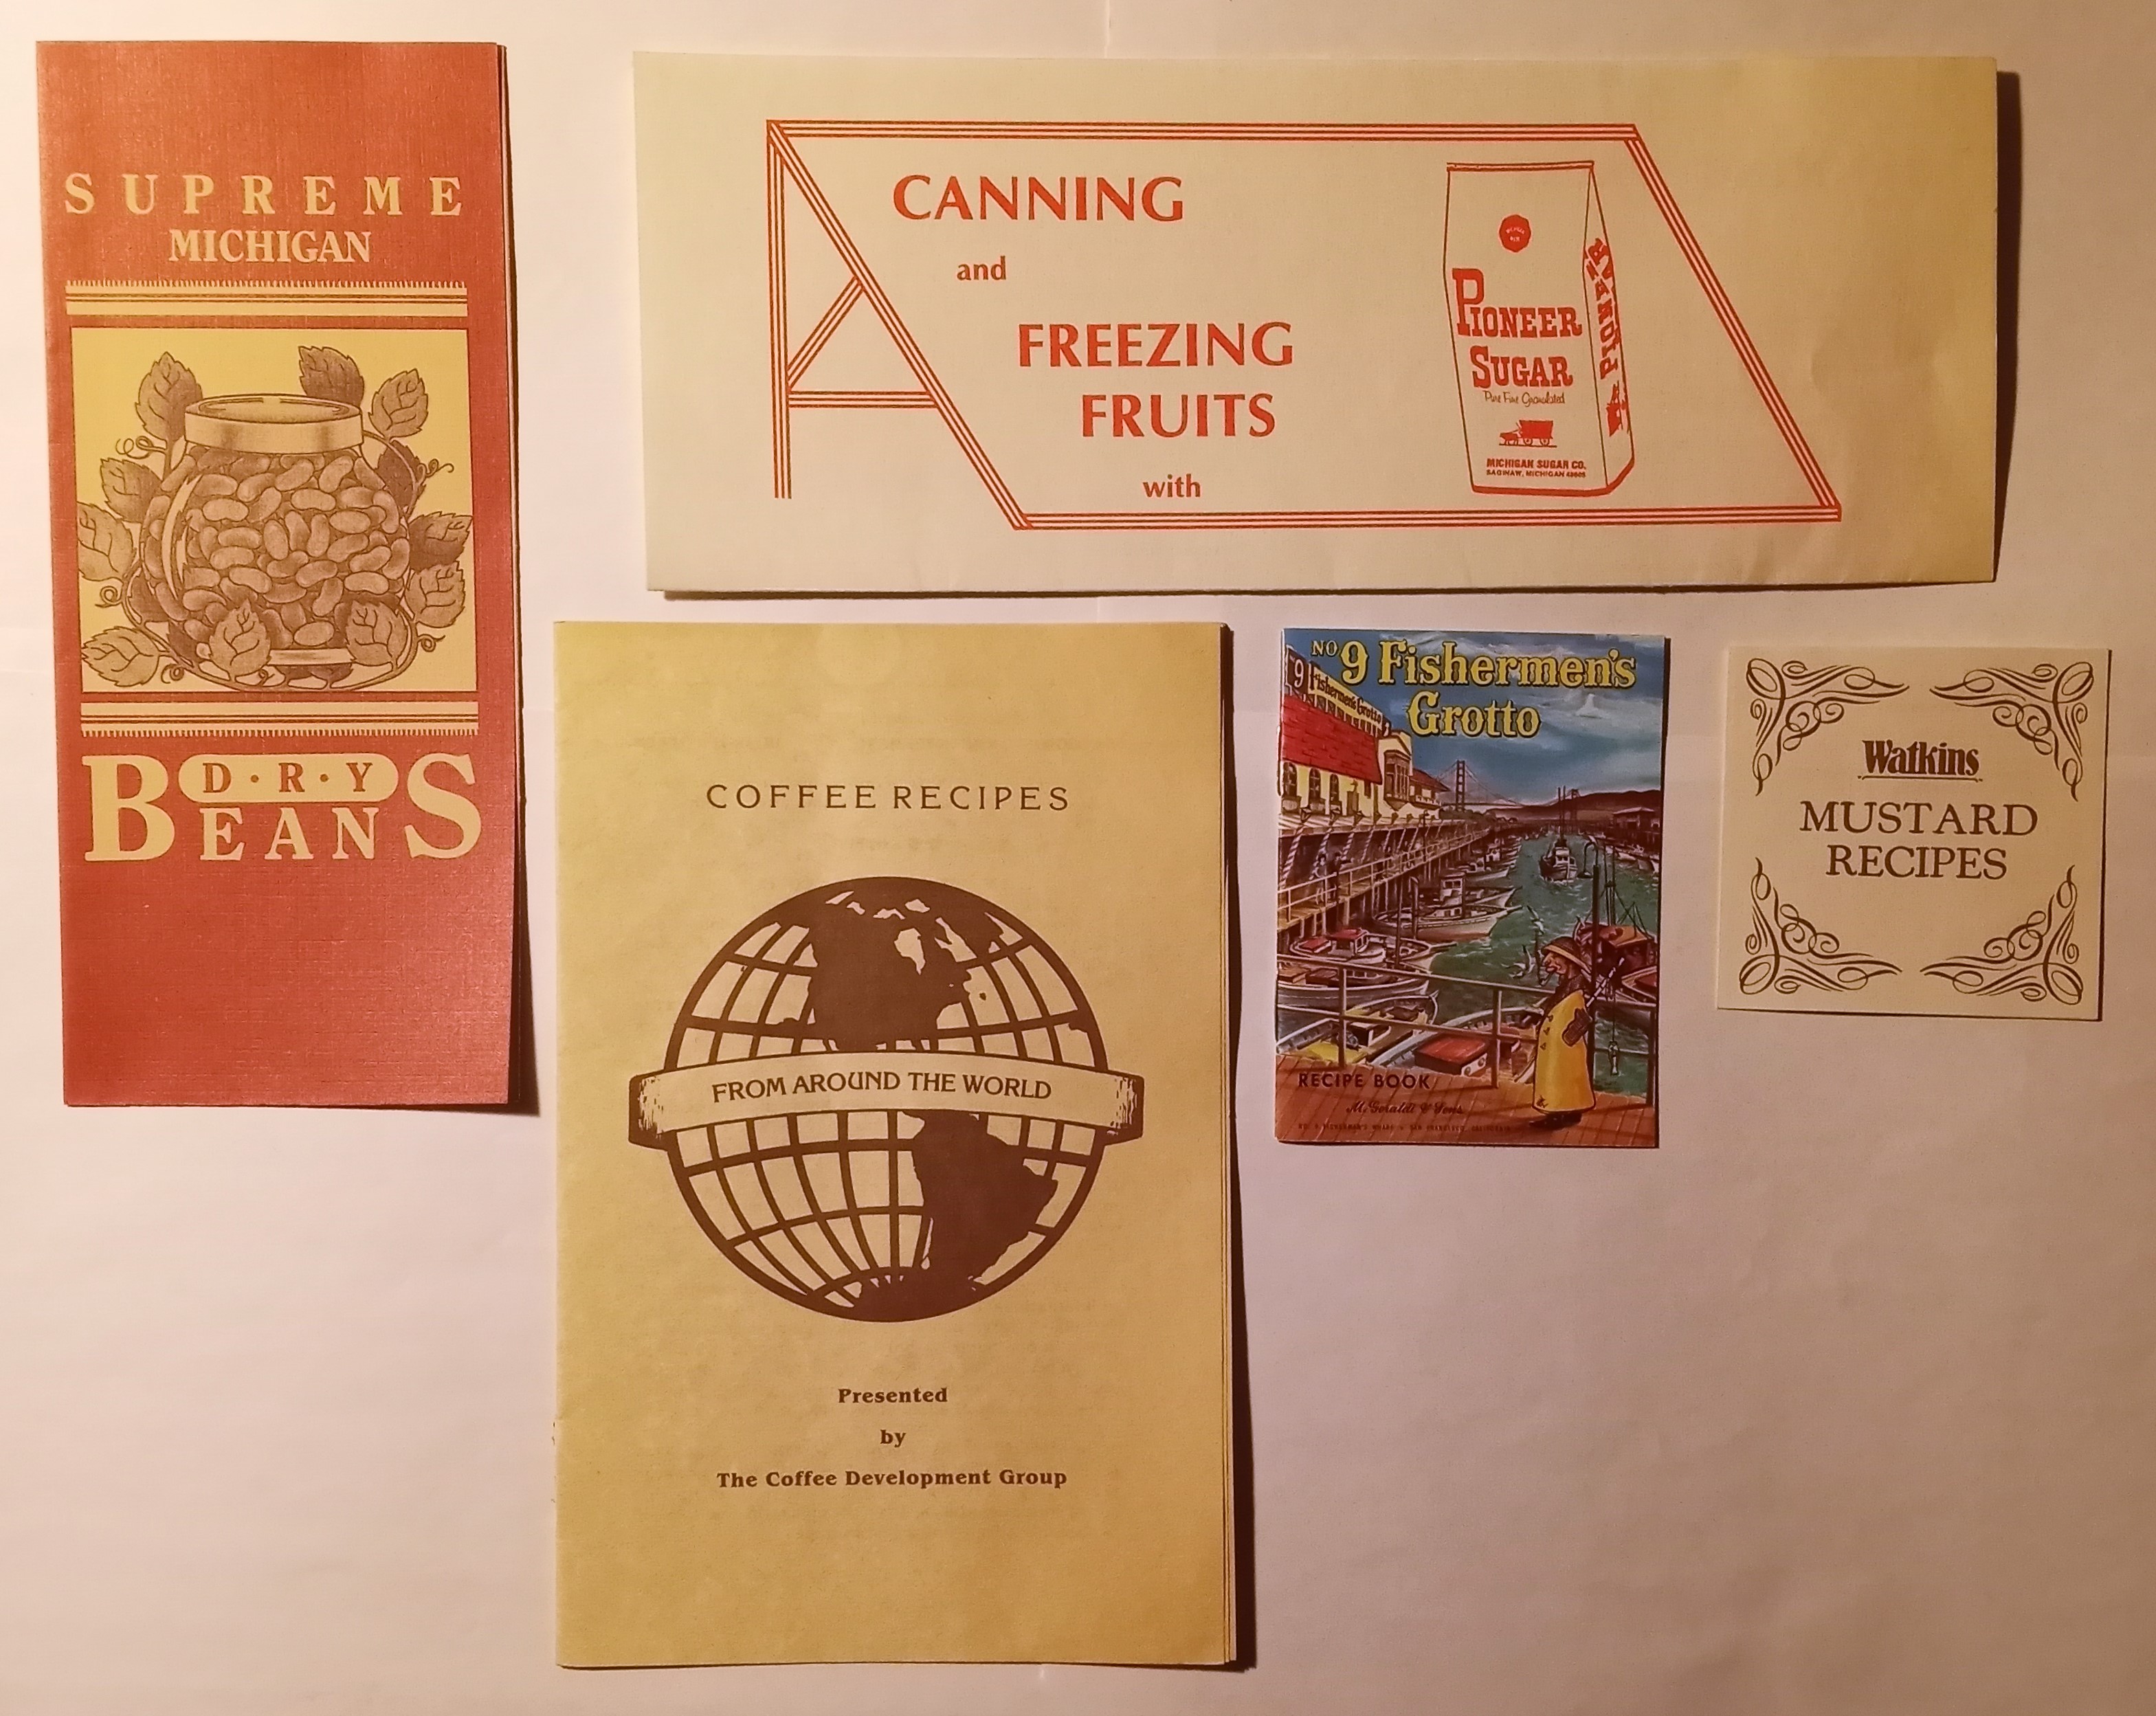 SUPREME
MICHIGAN
D·R·Y
BEANS
CANNING
and
FREEZING
FRUITS
with
PIONEER
SUGAR
Pure Fine Granulated
MICHIGAN SUGAR CO.
SAGINAW, MICHIGAN 48605
PIONEER
COFFEE RECIPES
FROM AROUND THE WORLD
Presented
by
The Coffee Development Group
NO 9 Fishermen's
Grotto
9 Fishermen's Grotto
RECIPE BOOK
M. Geraldi & Sons
Watkins
MUSTARD
RECIPES